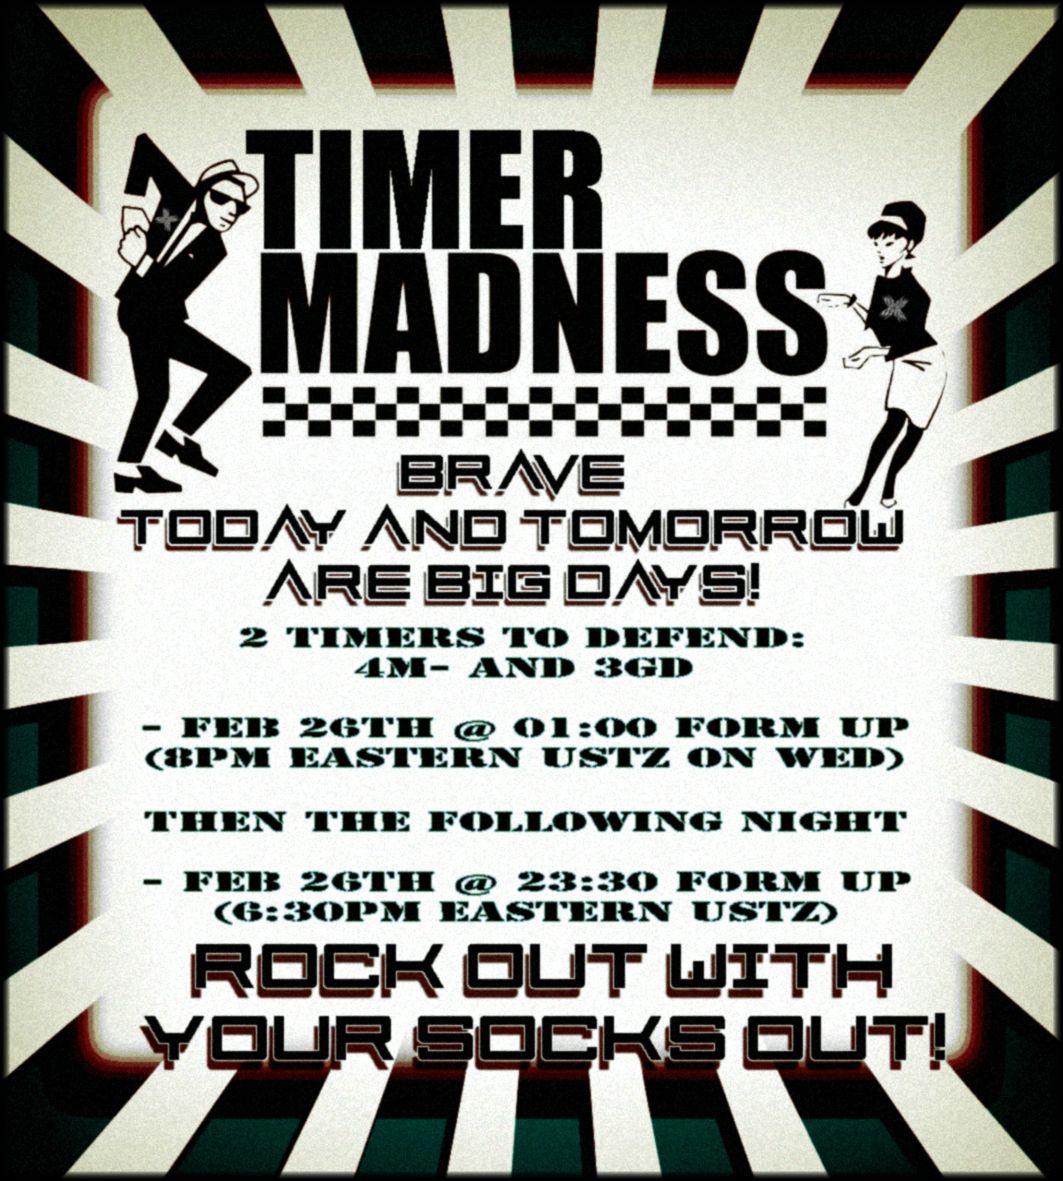 TIMER
MADNESS
BRAVE
TODAY AND TOMORROW
ARE BIG DAYS!
2 TIMERS TO DEFEND:
4M- AND 3GD
- FEB 26TH @ 01:00 FORM UP
(8PM EASTERN USTZ ON WED)
THEN THE FOLLOWING NIGHT
- FEB 26TH @ 23:30 FORM UP
(6:30PM EASTERN USTZ)
ROCK OUT WITH
YOUR SOCKS OUT!